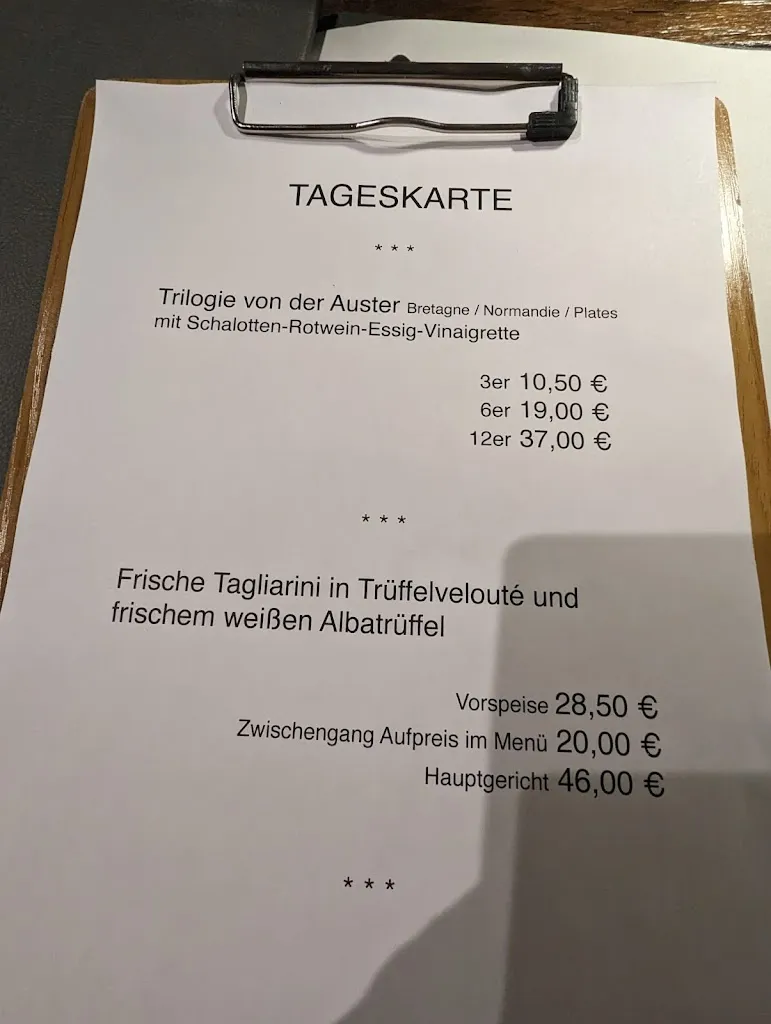 TAGESKARTE
* * *
Trilogie von der Auster Bretagne / Normandie / Plates
mit Schalotten-Rotwein-Essig-Vinaigrette
3er 10,50 €
6er 19,00 €
12er 37,00 €
* * *
Frische Tagliarini in Trüffelvelouté und
frischem weißen Albatrüffel
Vorspeise 28,50 €
Zwischengang Aufpreis im Menü 20,00 €
Hauptgericht 46,00 €
* * *